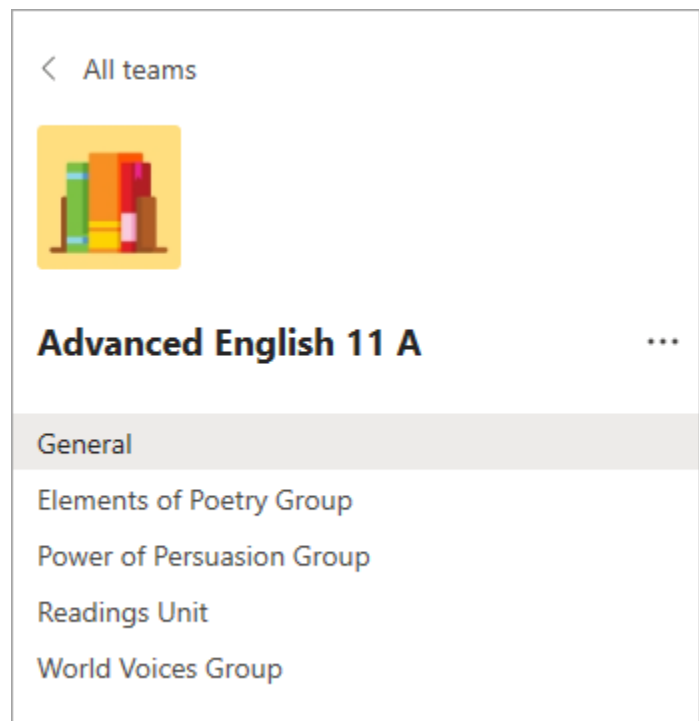 All teams
Advanced English 11 A
General
Elements of Poetry Group
Power of Persuasion Group
Readings Unit
World Voices Group